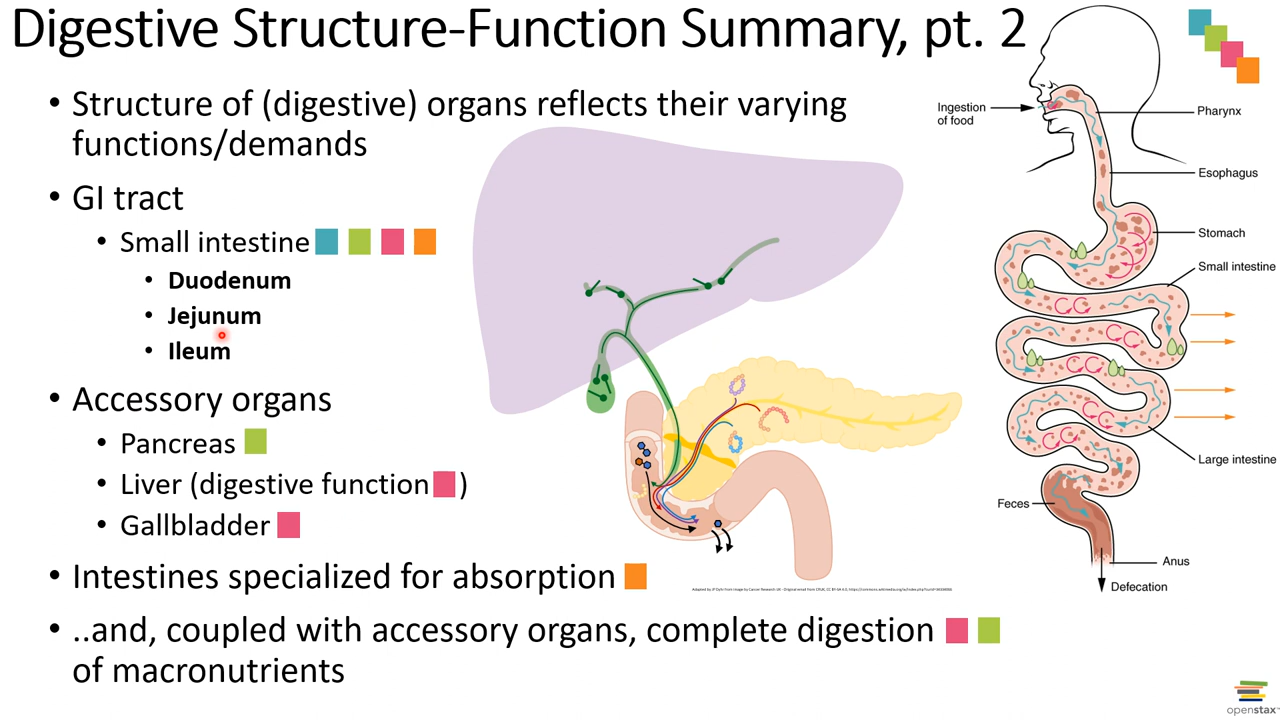 Digestive Structure-Function Summary, pt. 2
• Structure of (digestive) organs reflects their varying
functions/demands
• GI tract
• Small intestine
• Duodenum
• Jejunum
• Ileum
• Accessory organs
• Pancreas
• Liver (digestive function )
• Gallbladder
• Intestines specialized for absorption
• ..and, coupled with accessory organs, complete digestion
of macronutrients
Ingestion
of food
Pharynx
Esophagus
Stomach
Small intestine
Large intestine
Feces
Anus
Defecation
openstax™